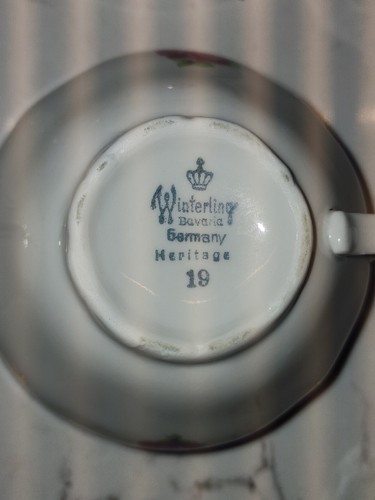 Winterling
Bavaria
Germany
Heritage
19